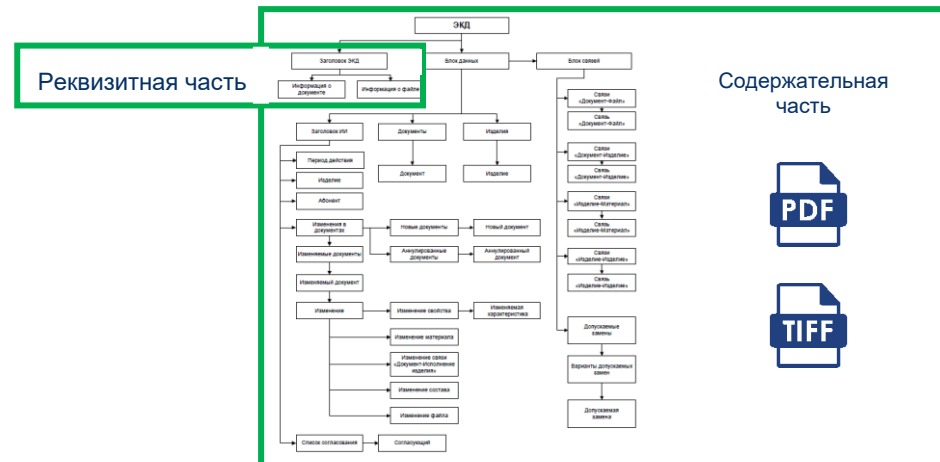 ЭКД
Заголовок ЭКД
Блок данных
Блок связей
Реквизитная часть
Информация о
документе
Информация о файле
Содержательная
часть
Связи
«Документ-Файл»
Связь
«Документ-Файл»
Заголовок ИИ
Документы
Изделия
Период действия
Документ
Изделие
Связи
«Документ-Изделие»
Связь
«Документ-Изделие»
Изделие
Абонент
Связи
«Изделие-Материал»
Связь
«Изделие-Материал»
PDF
Изменения в
документах
Новые документы
Новый документ
Изменяемые документы
Аннулированные
документы
Аннулированный
документ
Связи
«Изделие-Изделие»
Связь
«Изделие-Изделие»
Изменяемый документ
Изменение
Изменение свойства
Изменяемая
характеристика
TIFF
Допускаемые
замены
Изменение материала
Изменение связи
«Документ-Исполнение
изделия»
Варианты допускаемых
замен
Изменение состава
Изменение файла
Допускаемая
замена
Список согласования
Согласующий